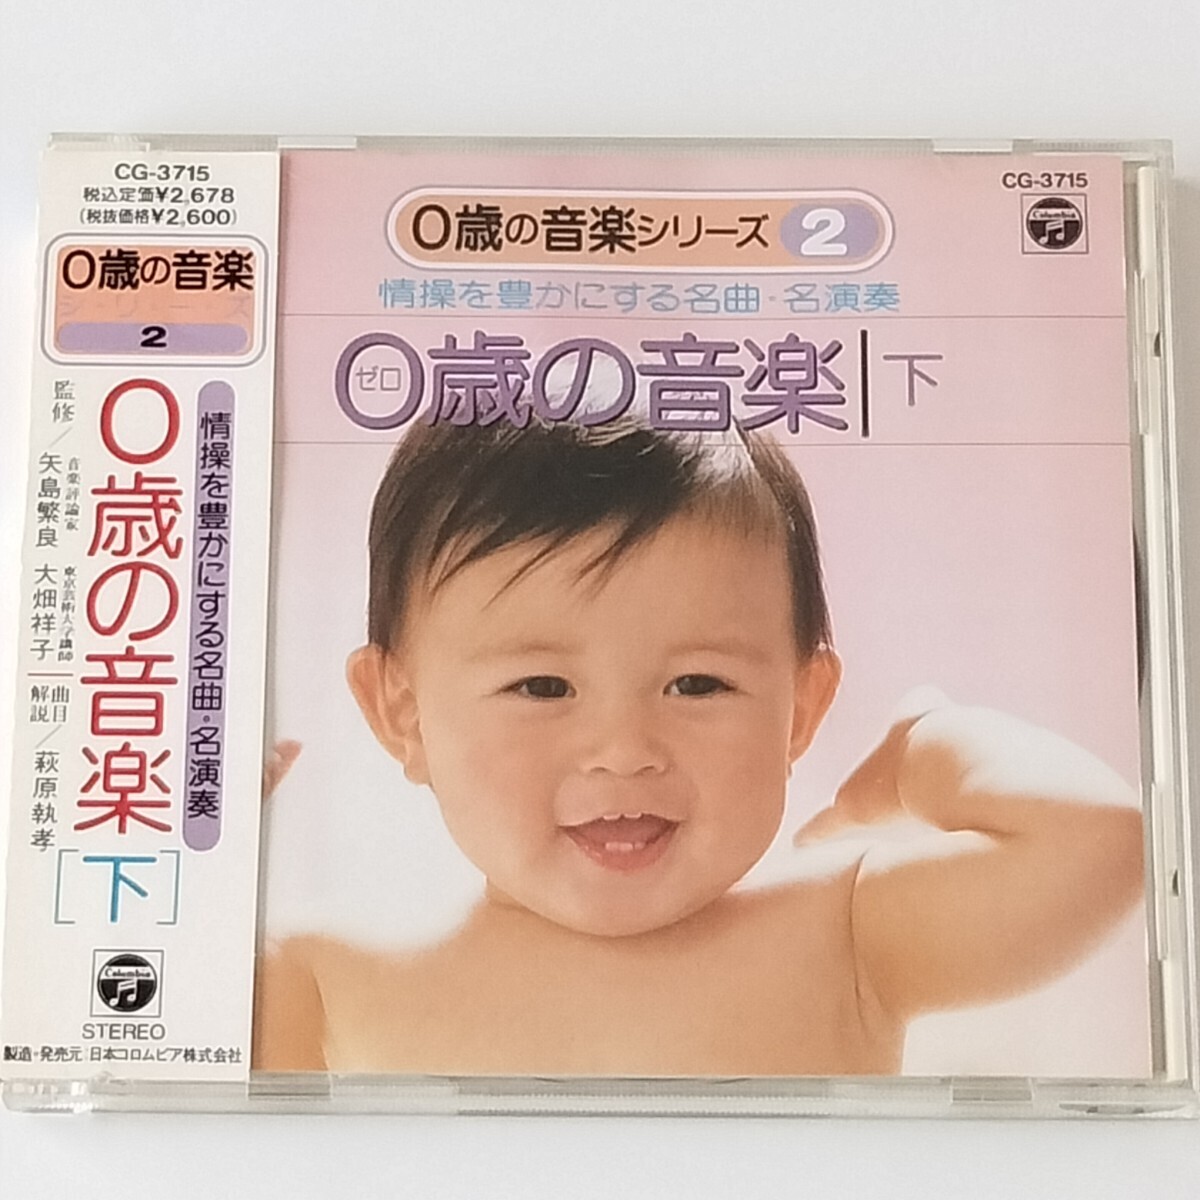 CG-3715
税込定価¥2,678
(税抜価格¥2,600)
0歳の音楽
シリーズ
2
情操を豊かにする名曲・名演奏
0歳の音楽
[下]
監修/音楽評論家 矢島繁良 東京芸術大学講師 大畑祥子
曲目解説/萩原執孝
Columbia
STEREO
製造・発売元 日本コロムビア株式会社
CG-3715
Columbia
0歳の音楽シリーズ 2
情操を豊かにする名曲・名演奏
ゼロ
0歳の音楽|下